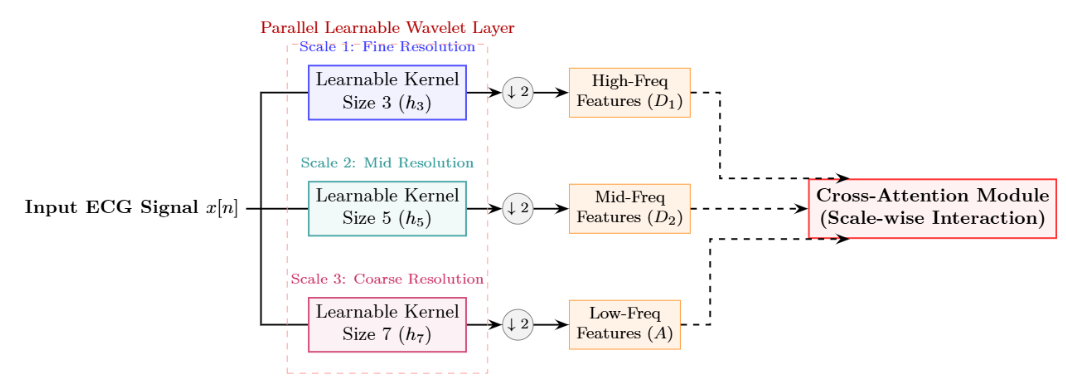 Parallel Learnable Wavelet Layer
Scale 1: Fine Resolution
Learnable Kernel
Size 3 (h₃)
↓ 2
High-Freq
Features (D₁)
Scale 2: Mid Resolution
Input ECG Signal x[n]
Learnable Kernel
Size 5 (h₅)
↓ 2
Mid-Freq
Features (D₂)
Cross-Attention Module
(Scale-wise Interaction)
Scale 3: Coarse Resolution
Learnable Kernel
Size 7 (h₇)
↓ 2
Low-Freq
Features (A)